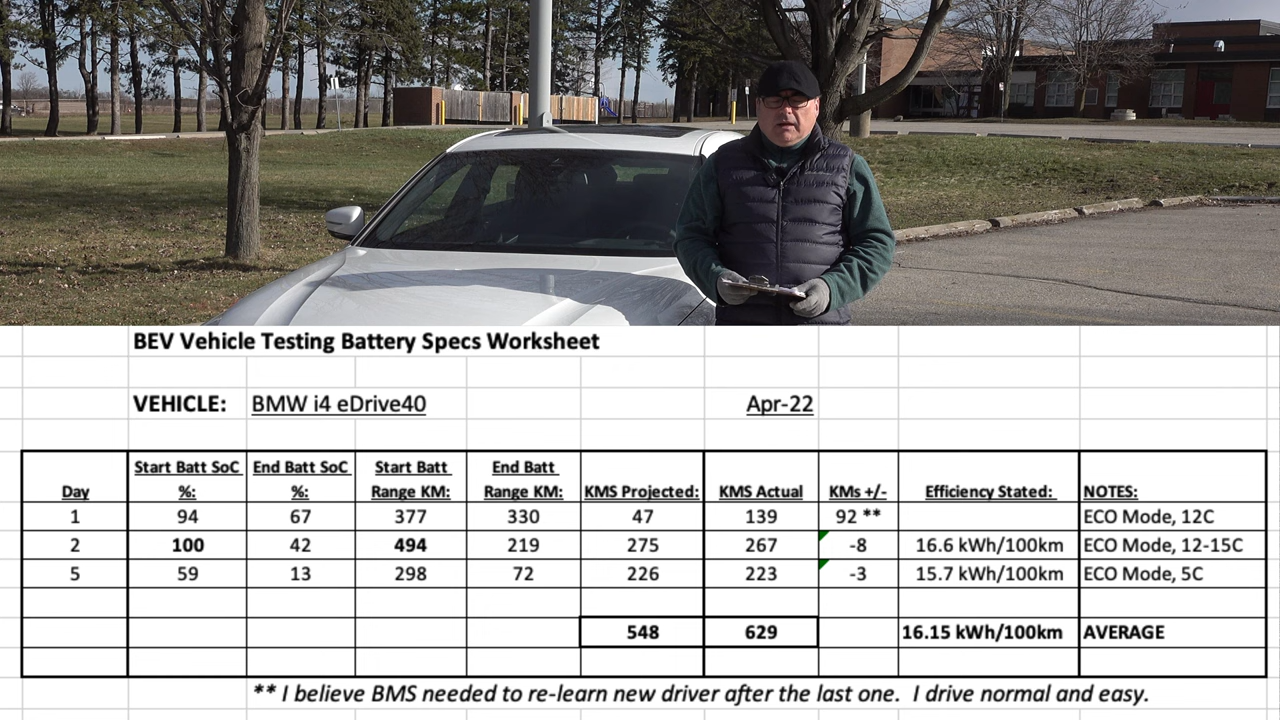 BEV Vehicle Testing Battery Specs Worksheet
VEHICLE: BMW i4 eDrive40 Apr-22
Start Batt SoC End Batt SoC Start Batt End Batt
Day %: %: Range KM: Range KM: KMS Projected: KMS Actual KMs +/- Efficiency Stated: NOTES:
1 94 67 377 330 47 139 92 ** ECO Mode, 12C
2 100 42 494 219 275 267 -8 16.6 kWh/100km ECO Mode, 12-15C
5 59 13 298 72 226 223 -3 15.7 kWh/100km ECO Mode, 5C
548 629 16.15 kWh/100km AVERAGE
** I believe BMS needed to re-learn new driver after the last one. I drive normal and easy.